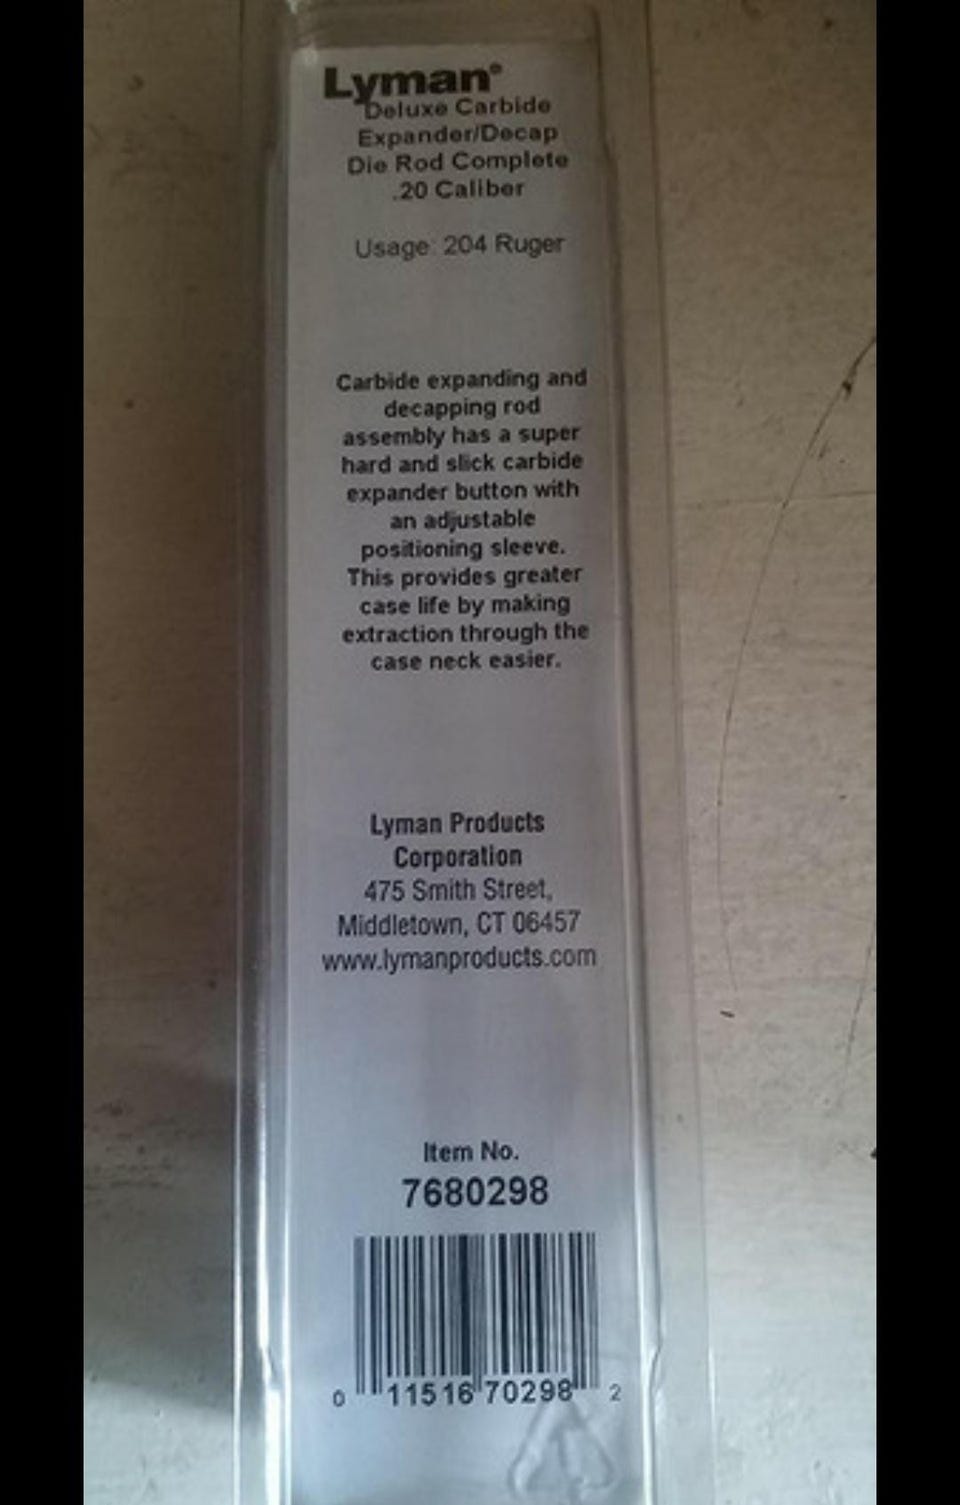 Lyman®
Deluxe Carbide
Expander/Decap
Die Rod Complete
.20 Caliber
Usage: 204 Ruger
Carbide expanding and
decapping rod
assembly has a super
hard and slick carbide
expander button with
an adjustable
positioning sleeve.
This provides greater
case life by making
extraction through the
case neck easier.
Lyman Products
Corporation
475 Smith Street,
Middletown, CT 06457
www.lymanproducts.com
Item No.
7680298
0 11516 70298 2